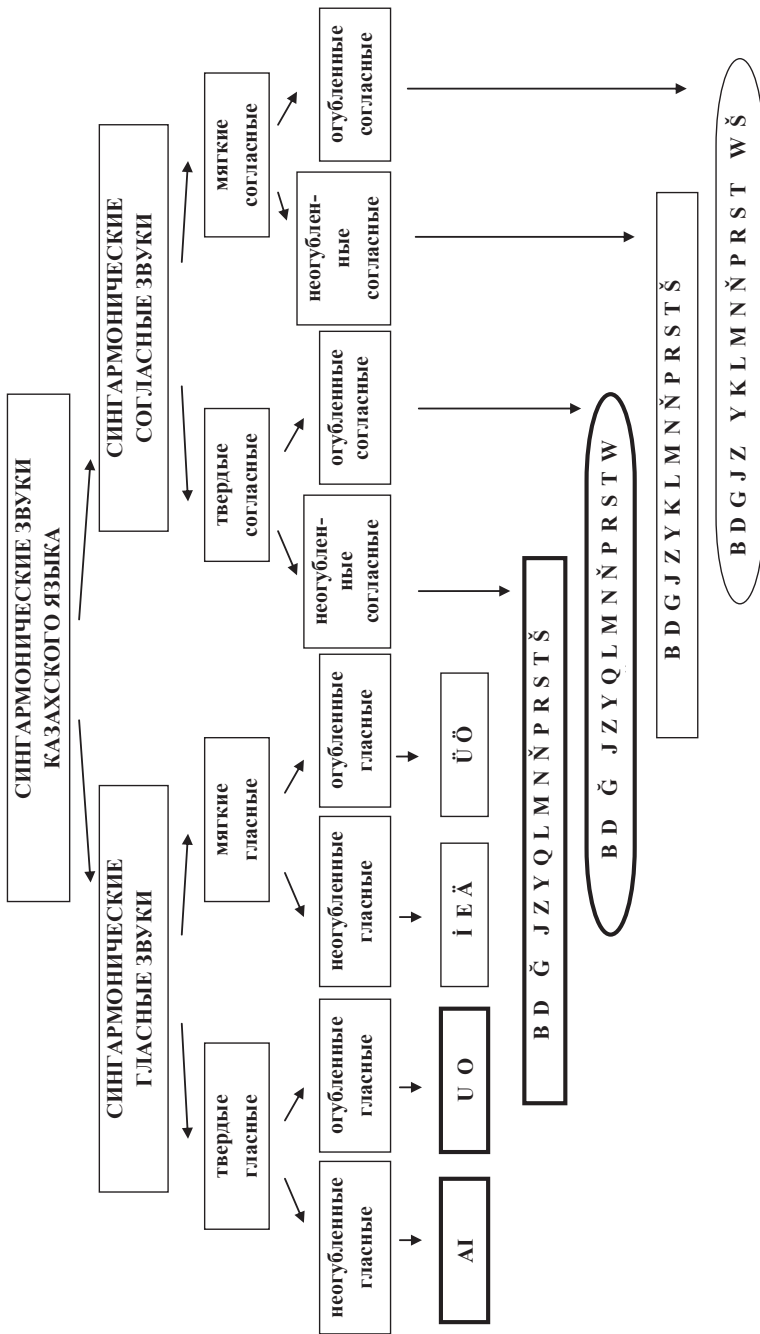 СИНГАРМОНИЧЕСКИЕ ЗВУКИ
КАЗАХСКОГО ЯЗЫКА
СИНГАРМОНИЧЕСКИЕ
ГЛАСНЫЕ ЗВУКИ
СИНГАРМОНИЧЕСКИЕ
СОГЛАСНЫЕ ЗВУКИ
твердые
гласные
мягкие
гласные
твердые
согласные
мягкие
согласные
неогубленные
гласные
огубленные
гласные
неогубленные
гласные
огубленные
гласные
неогублен-
ные
согласные
огубленные
согласные
неогублен-
ные
согласные
огубленные
согласные
AI
U O
İ E Ä
Ü Ö
B D Ğ J Z Y Q L M N Ň P R S T Š
B D Ğ J Z Y Q L M N Ň P R S T W
B D G J Z Y K L M N Ň P R S T Š
B D G J Z Y K L M N Ň P R S T W Š